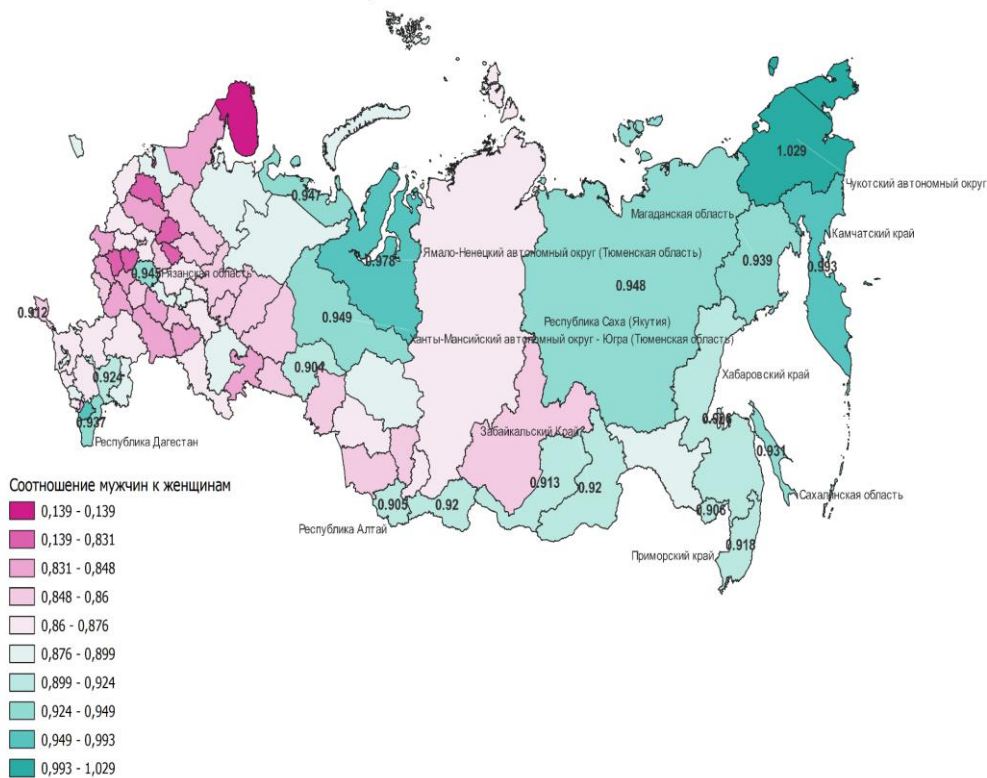 1.029
Чукотский автономный округ
0.947
Магаданская область
Камчатский край
0.978
Ямало-Ненецкий автономный округ (Тюменская область)
0.939
0.993
0.945
Рязанская область
0.948
0.912
0.949
Республика Саха (Якутия)
Ханты-Мансийский автономный округ - Югра (Тюменская область)
0.904
Хабаровский край
0.924
0.937
Республика Дагестан
Забайкальский Край
0.931
0.913
0.92
Сахалинская область
0.905
0.92
0.906
Республика Алтай
Приморский край
0.918
Соотношение мужчин к женщинам
0,139 - 0,139
0,139 - 0,831
0,831 - 0,848
0,848 - 0,86
0,86 - 0,876
0,876 - 0,899
0,899 - 0,924
0,924 - 0,949
0,949 - 0,993
0,993 - 1,029